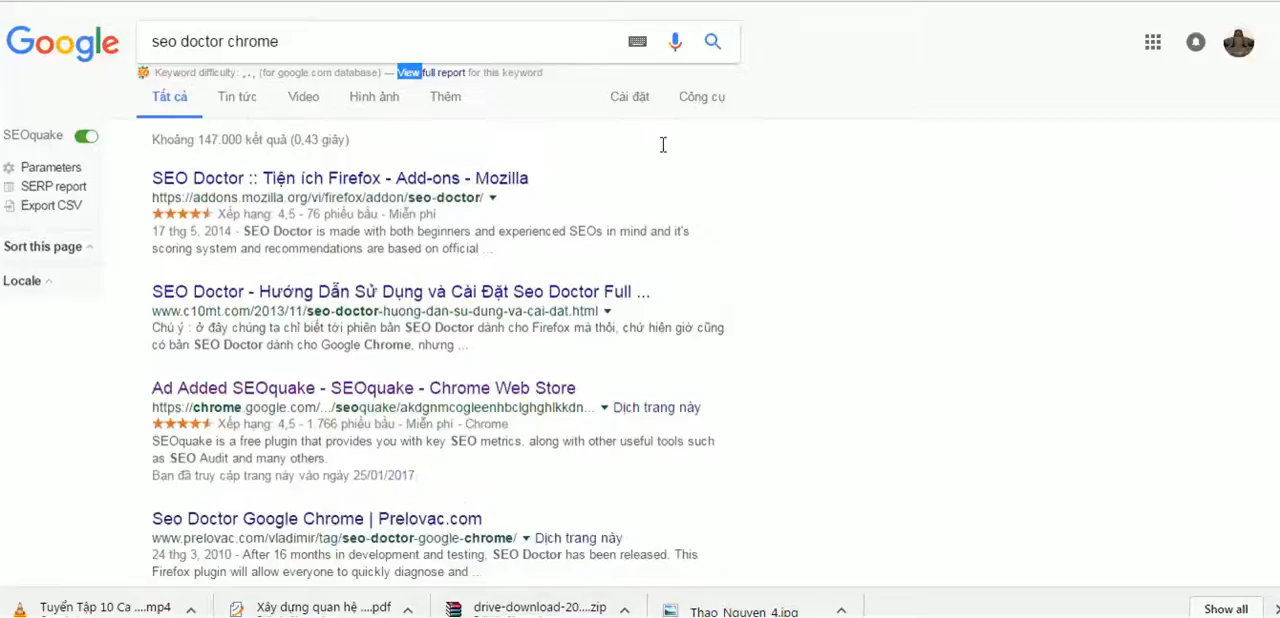 Google
seo doctor chrome
Keyword difficulty: (for google.com database) — View full report for this keyword
Tất cả Tin tức Video Hình ảnh Thêm Cài đặt Công cụ
SEOquake
Parameters
SERP report
Export CSV
Sort this page
Locale
Khoảng 147.000 kết quả (0,43 giây)
SEO Doctor :: Tiện ích Firefox - Add-ons - Mozilla
https://addons.mozilla.org/vi/firefox/addon/seo-doctor/
Xếp hạng: 4,5 - 76 phiếu bầu - Miễn phí
17 thg 5, 2014 - SEO Doctor is made with both beginners and experienced SEOs in mind and it's
scoring system and recommendations are based on official ...
SEO Doctor - Hướng Dẫn Sử Dụng và Cài Đặt Seo Doctor Full ...
www.c10mt.com/2013/11/seo-doctor-huong-dan-su-dung-va-cai-dat.html
Chú ý : ở đây chúng ta chỉ biết tới phiên bản SEO Doctor dành cho Firefox mà thôi, chứ hiện giờ cũng
có bản SEO Doctor dành cho Google Chrome, nhưng ...
Ad Added SEOquake - SEOquake - Chrome Web Store
https://chrome.google.com/.../seoquake/akdgnmcogleenhbclghghlkkdn... Dịch trang này
Xếp hạng: 4,5 - 1.766 phiếu bầu - Miễn phí - Chrome
SEOquake is a free plugin that provides you with key SEO metrics, along with other useful tools such
as SEO Audit and many others.
Bạn đã truy cập trang này vào ngày 25/01/2017.
Seo Doctor Google Chrome | Prelovac.com
www.prelovac.com/vladimir/tag/seo-doctor-google-chrome/ Dịch trang này
24 thg 3, 2010 - After 16 months in development and testing, SEO Doctor has been released. This
Firefox plugin will allow everyone to quickly diagnose and ...
Tuyển Tập 10 Ca ....mp4 Xây dựng quan hệ ....pdf drive-download-20....zip Thao_Nguyen_4.jpg Show all